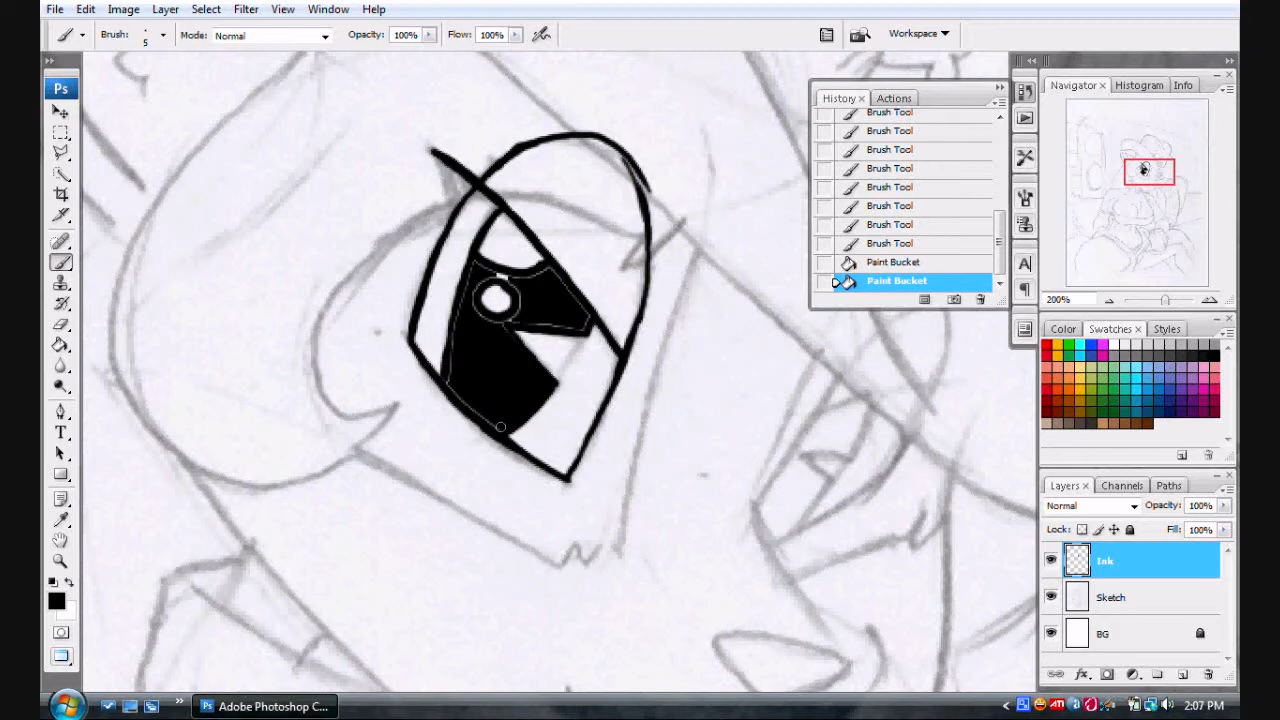 File Edit Image Layer Select Filter View Window Help
Brush: 5 Mode: Normal Opacity: 100% Flow: 100% Workspace
Ps
T
A
History Actions
Brush Tool
Brush Tool
Brush Tool
Brush Tool
Brush Tool
Brush Tool
Brush Tool
Brush Tool
Paint Bucket
Paint Bucket
Navigator Histogram Info
200%
Color Swatches Styles
Layers Channels Paths
Normal Opacity: 100%
Lock: Fill: 100%
Ink
Sketch
BG
Ps Adobe Photoshop C...
ATI
2:07 PM